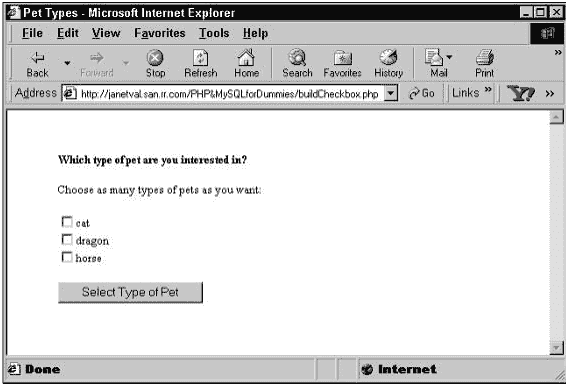 Pet Types - Microsoft Internet Explorer
File Edit View Favorites Tools Help
Back Forward Stop Refresh Home Search Favorites History Mail Print »
Address http://janetval.san.rr.com/PHP&MySQLforDummies/buildCheckbox.php Go Links » Y! »
Which type of pet are you interested in?
Choose as many types of pets as you want:
cat
dragon
horse
Select Type of Pet
Done Internet